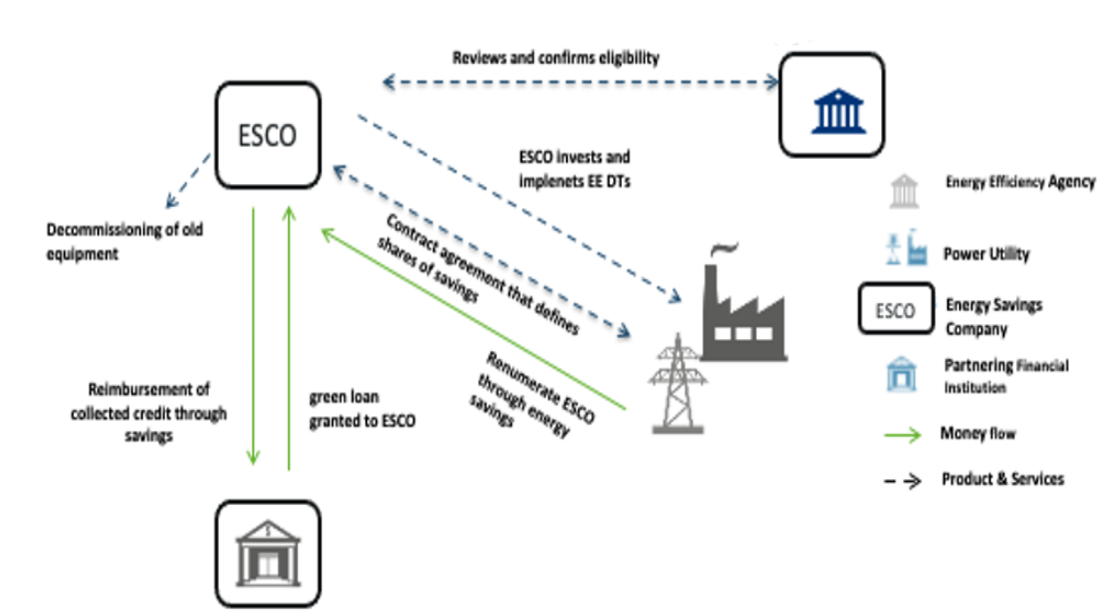 Reviews and confirms eligibility
ESCO
ESCO invests and
implenets EE DTs
Decommissioning of old
equipment
Contract agreement that defines
shares of savings
Renumerate ESCO
through energy
savings
Reimbursement of
collected credit through
savings
green loan
granted to ESCO
$
Energy Efficiency Agency
Power Utility
ESCO
Energy Savings
Company
Partnering Financial
Institution
Money flow
Product & Services